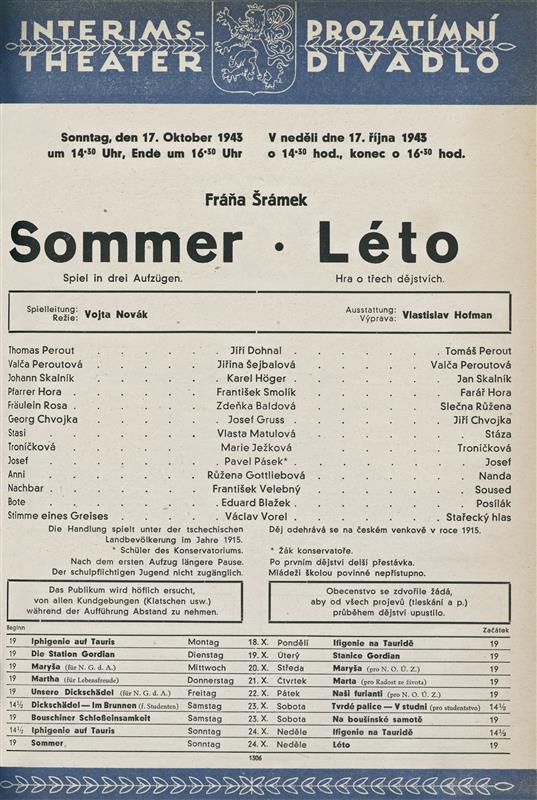 INTERIMS-THEATER
PROZATÍMNÍ DIVADLO
Sonntag, den 17. Oktober 1943 V neděli dne 17. října 1943
um 14·30 Uhr, Ende um 16·30 Uhr o 14·30 hod., konec o 16·30 hod.
Fráňa Šrámek
Sommer · Léto
Spiel in drei Aufzügen. Hra o třech dějstvích.
Spielleitung: Režie: Vojta Novák Ausstattung: Výprava: Vlastislav Hofman
Thomas Perout . . . . . . Jiří Dohnal . . . . . . Tomáš Perout
Valča Peroutová . . . . . Jiřina Šejbalová . . . . . Valča Peroutová
Johann Skalník . . . . . Karel Höger . . . . . . Jan Skalník
Pfarrer Hora . . . . . . František Smolík . . . . . Farář Hora
Fräulein Rosa . . . . . Zdeňka Baldová . . . . . Slečna Růžena
Georg Chvojka . . . . . Josef Gruss . . . . . . Jiří Chvojka
Stasi . . . . . . Vlasta Matulová . . . . . . Stáza
Troníčková . . . . . . Marie Ježková . . . . . . Troníčková
Josef . . . . . . Pavel Pásek* . . . . . . Josef
Anni . . . . . . Růžena Gottliebová . . . . . Nanda
Nachbar . . . . . . František Velebný . . . . . Soused
Bote . . . . . . Eduard Blažek . . . . . . Posilák
Stimme eines Greises . . . . Václav Vorel . . . . . Stařecký hlas
Die Handlung spielt unter der tschechischen Děj odehrává se na českém venkově v roce 1915.
Landbevölkerung im Jahre 1915.
* Schüler des Konservatoriums. * Žák konservatoře.
Nach dem ersten Aufzug längere Pause. Po prvním dějství delší přestávka.
Der schulpflichtigen Jugend nicht zugänglich. Mládeži školou povinné nepřístupno.
Das Publikum wird höflich ersucht,
von allen Kundgebungen (Klatschen usw.)
während der Aufführung Abstand zu nehmen.
Obecenstvo se zdvořile žádá,
aby od všech projevů (tleskání a p.)
průběhem dějství upustilo.
Beginn Začátek
19 Iphigenie auf Tauris Montag 18. X. Pondělí Ifigenie na Tauridě 19
19 Die Station Gordian Dienstag 19. X. Úterý Stanice Gordian 19
19 Maryša (für N. G. d. A.) Mittwoch 20. X. Středa Maryša (pro N. O. Ú. Z.) 19
19 Martha (für Lebensfreude) Donnerstag 21. X. Čtvrtek Marta (pro Radost ze života) 19
19 Unsere Dickschädel (für N. G. d. A.) Freitag 22. X. Pátek Naši furianti (pro N. O. Ú. Z.) 19
14½ Dickschädel — Im Brunnen (f. Studenten) Samstag 23. X. Sobota Tvrdé palice — V studni (pro studentstvo) 14½
19 Bouschiner Schloßeinsamkeit Samstag 23. X. Sobota Na boušínské samotě 19
14½ Iphigenie auf Tauris Sonntag 24. X. Neděle Ifigenie na Tauridě 14½
19 Sommer Sonntag 24. X. Neděle Léto 19
1506